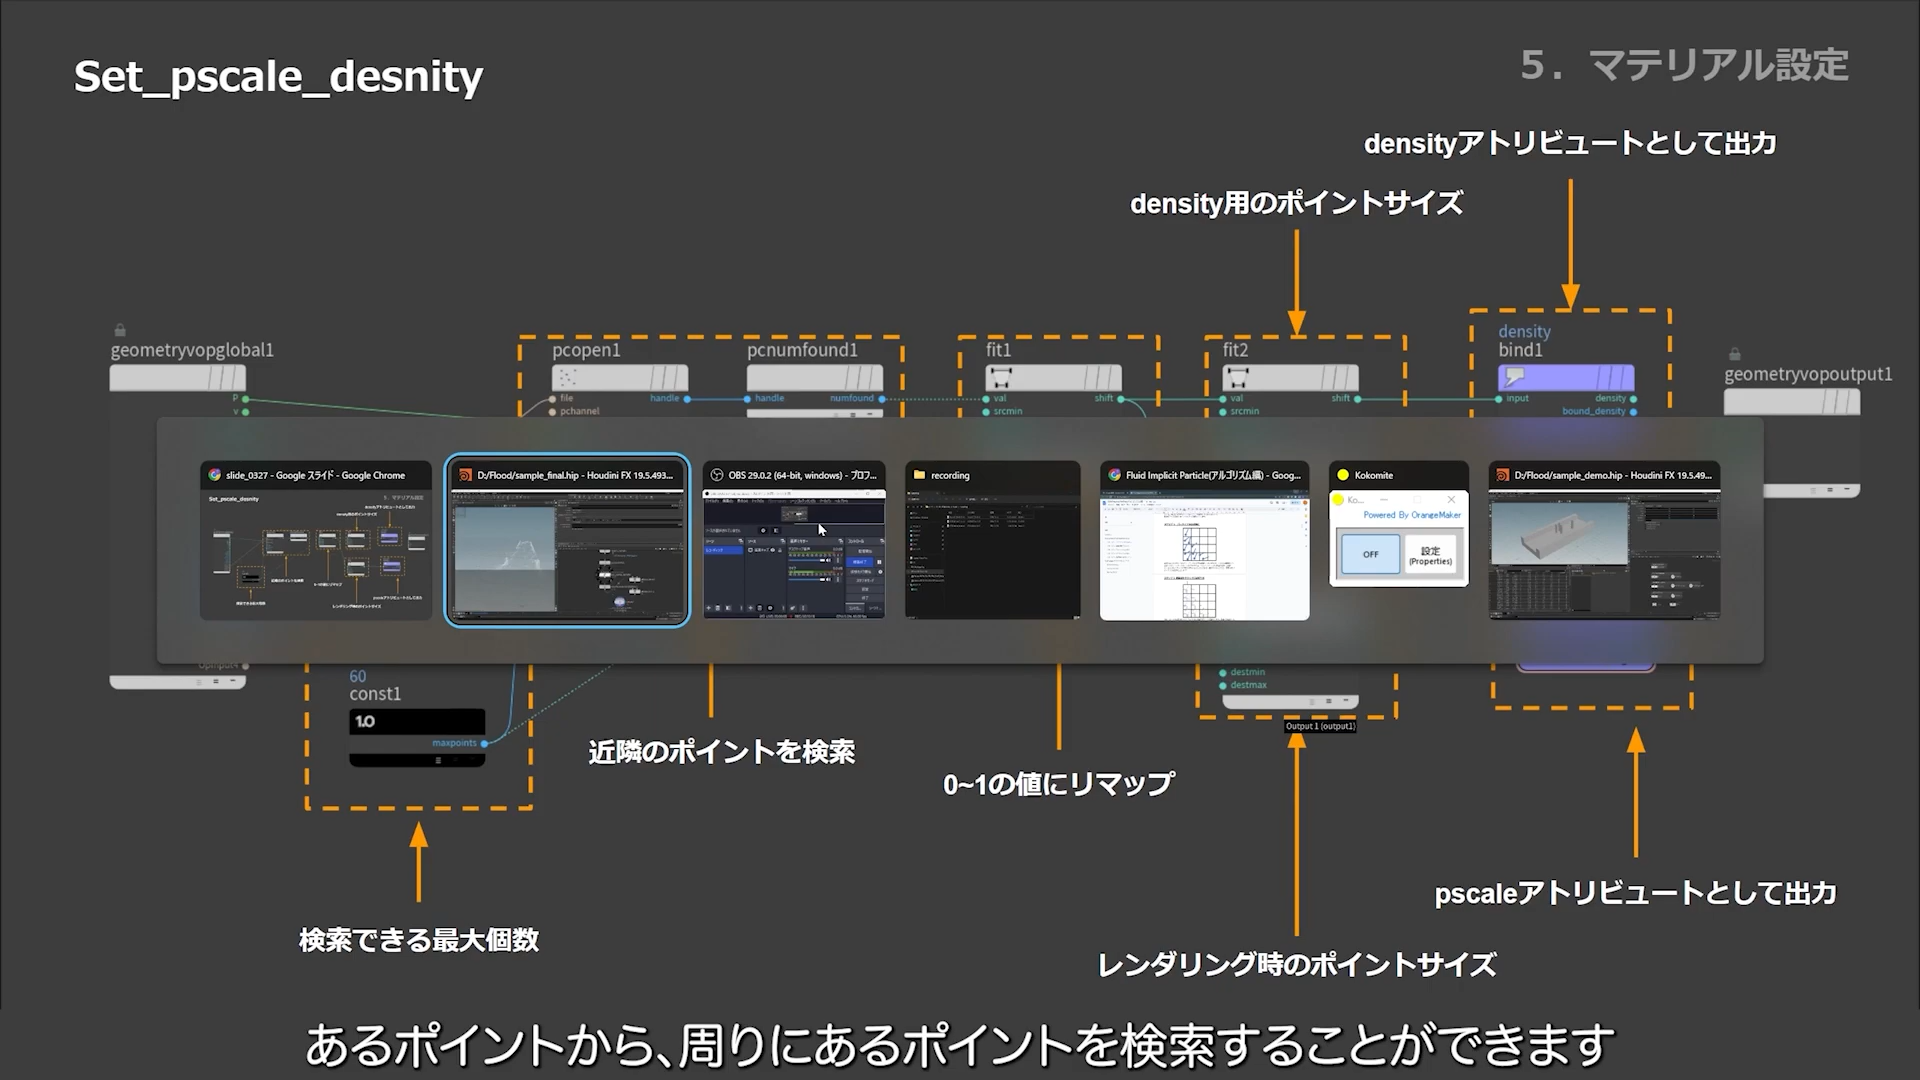 Set_pscale_desnity
5．マテリアル設定
densityアトリビュートとして出力
density用のポイントサイズ
geometryvopglobal1
P
v
pcopen1
file
pchannel
handle
pcnumfound1
handle
numfound
fit1
val
srcmin
shift
fit2
val
srcmin
shift
density
bind1
input
density
bound_density
geometryvopoutput1
slide_0327 - Google スライド - Google Chrome
D:/Flood/sample_final.hip - Houdini FX 19.5.493...
OBS 29.0.2 (64-bit, windows) - プロフ...
recording
Fluid Implicit Particle(アルゴリズム編) - Goog...
Kokomite
D:/Flood/sample_demo.hip - Houdini FX 19.5.49...
Set_pscale_desnity
Ko...
Powered By OrangeMaker
OFF
設定
(Properties)
60
const1
1.0
maxpoints
destmin
destmax
Output 1 (output1)
近隣のポイントを検索
0~1の値にリマップ
検索できる最大個数
pscaleアトリビュートとして出力
レンダリング時のポイントサイズ
あるポイントから、周りにあるポイントを検索することができます